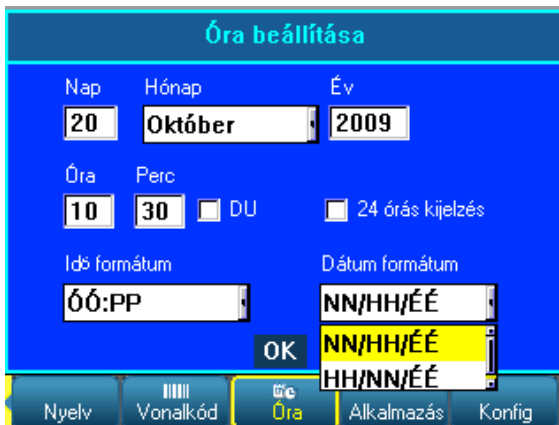 Óra beállítása
Nap Hónap Év
20 Október 2009
Óra Perc
10 30 DU 24 órás kijelzés
Idö formátum Dátum formátum
ÓÓ:PP NN/HH/ÉÉ
OK NN/HH/ÉÉ
HH/NN/ÉÉ
Nyelv Vonalkód Óra Alkalmazás Konfig